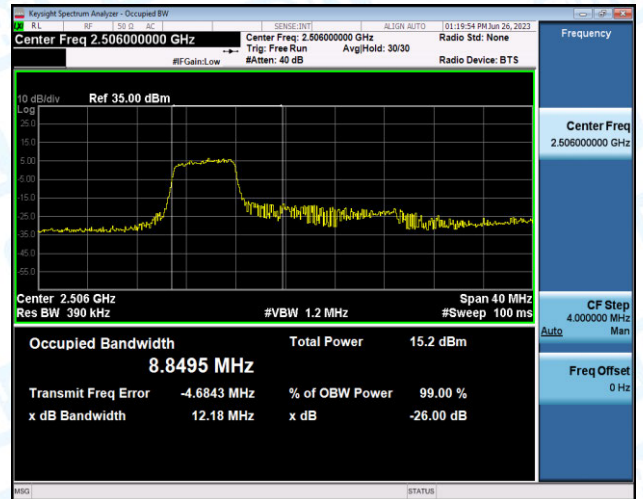 Keysight Spectrum Analyzer - Occupied BW
RL RF 50 Ω AC SENSE:INT ALIGN AUTO 01:19:54 PM Jun 26, 2023
Center Freq 2.506000000 GHz
Center Freq: 2.506000000 GHz Radio Std: None
Trig: Free Run Avg|Hold: 30/30
#IFGain:Low #Atten: 40 dB Radio Device: BTS
Frequency
10 dB/div Ref 35.00 dBm
Log
25.0
15.0
5.00
-5.00
-15.0
-25.0
-35.0
-45.0
-55.0
Center 2.506 GHz Span 40 MHz
Res BW 390 kHz #VBW 1.2 MHz #Sweep 100 ms
Occupied Bandwidth Total Power 15.2 dBm
8.8495 MHz
Transmit Freq Error -4.6843 MHz % of OBW Power 99.00 %
x dB Bandwidth 12.18 MHz x dB -26.00 dB
Center Freq
2.506000000 GHz
CF Step
4.000000 MHz
Auto Man
Freq Offset
0 Hz
MSG STATUS